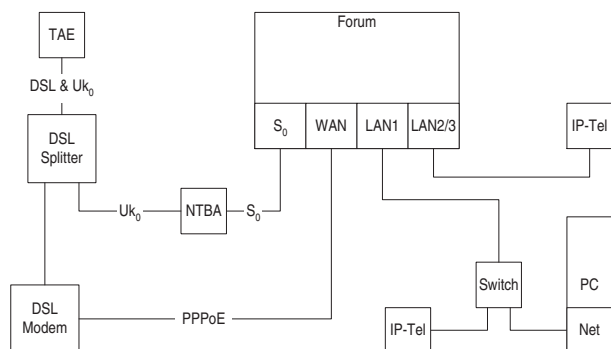 TAE
Forum
DSL & Uk₀
S₀
WAN
LAN1
LAN2/3
IP-Tel
DSL
Splitter
Uk₀
NTBA
S₀
Switch
PC
DSL
Modem
PPPoE
IP-Tel
Net